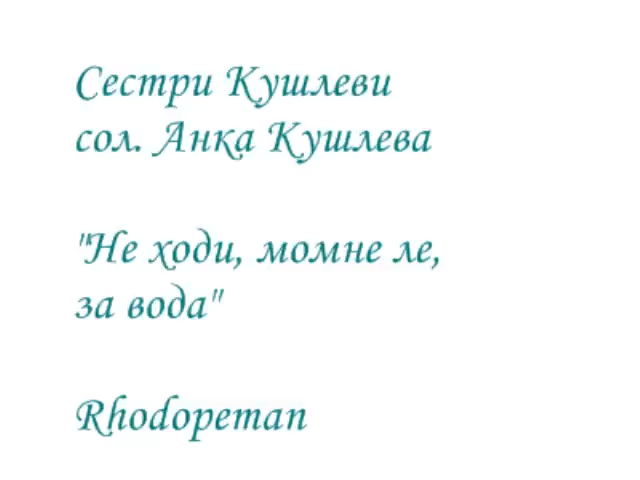 Сестри Кушлеви
сол. Анка Кушлева
"Не ходи, момне ле,
за вода"
Rhodopeman